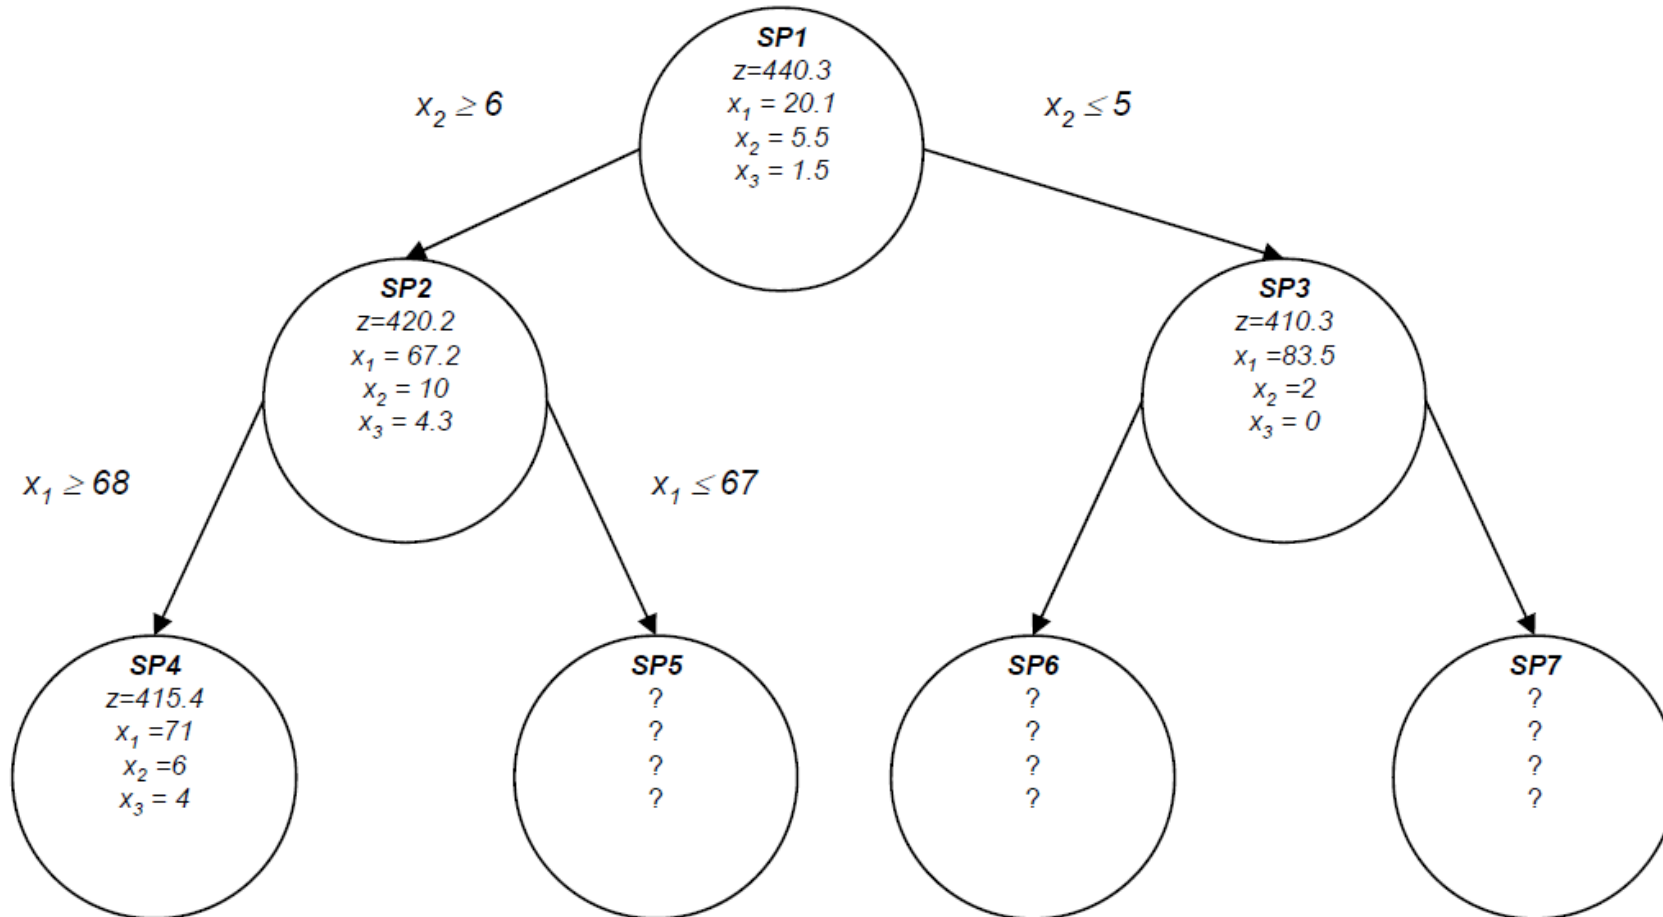 SP1
z=440.3
x₁ = 20.1
x₂ = 5.5
x₃ = 1.5
x₂ ≥ 6
x₂ ≤ 5
SP2
z=420.2
x₁ = 67.2
x₂ = 10
x₃ = 4.3
SP3
z=410.3
x₁ =83.5
x₂ =2
x₃ = 0
x₁ ≥ 68
x₁ ≤ 67
SP4
z=415.4
x₁ =71
x₂ =6
x₃ = 4
SP5
?
?
?
?
SP6
?
?
?
?
SP7
?
?
?
?